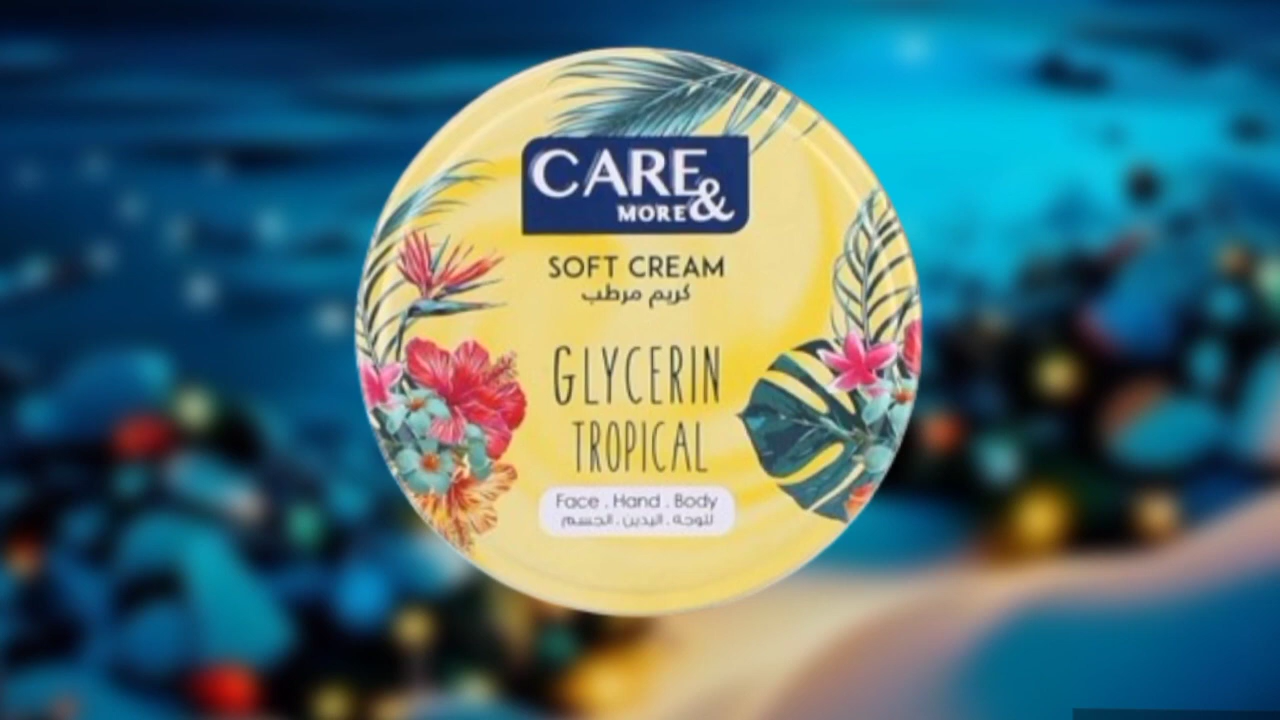 CARE
& MORE
SOFT CREAM
كريم مرطب
GLYCERIN
TROPICAL
Face . Hand . Body
للوجه . اليدين . الجسم